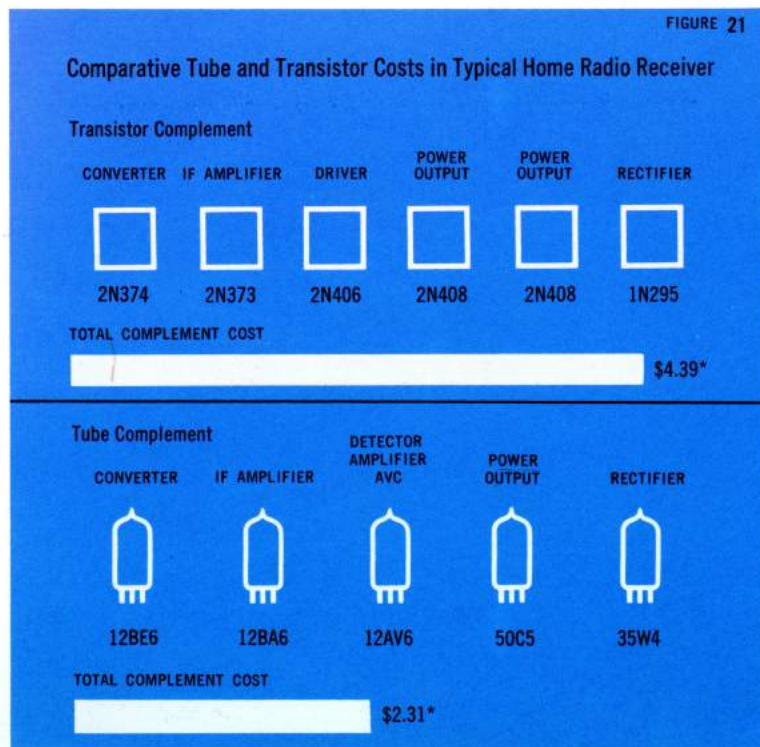 FIGURE 21
Comparative Tube and Transistor Costs in Typical Home Radio Receiver
Transistor Complement
CONVERTER IF AMPLIFIER DRIVER POWER OUTPUT POWER OUTPUT RECTIFIER
2N374 2N373 2N406 2N408 2N408 1N295
TOTAL COMPLEMENT COST
$4.39*
Tube Complement
CONVERTER IF AMPLIFIER DETECTOR AMPLIFIER AVC POWER OUTPUT RECTIFIER
12BE6 12BA6 12AV6 50C5 35W4
TOTAL COMPLEMENT COST
$2.31*